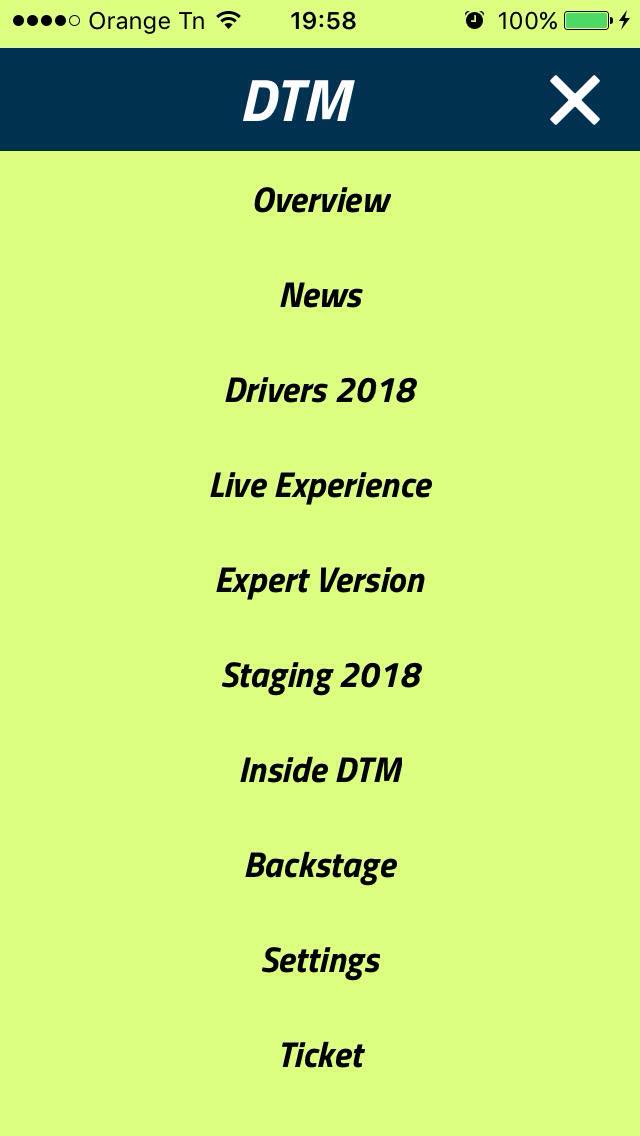 Orange Tn 19:58 100%
DTM
Overview
News
Drivers 2018
Live Experience
Expert Version
Staging 2018
Inside DTM
Backstage
Settings
Ticket